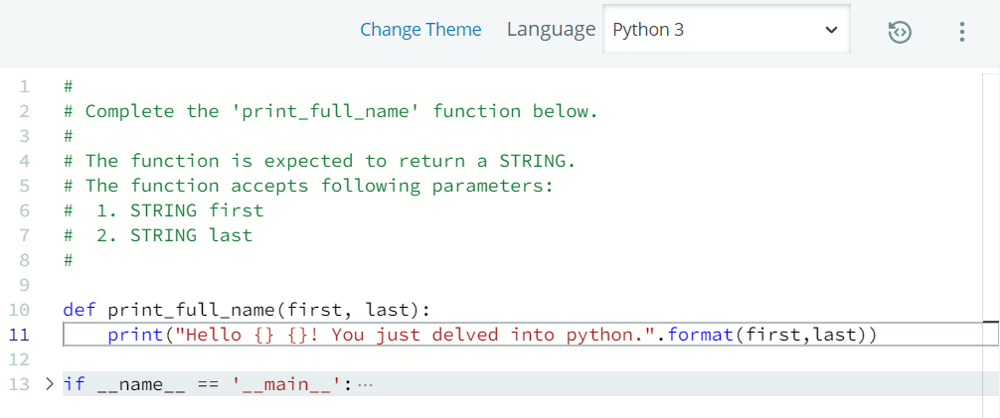 Change Theme Language Python 3
1 #
2 # Complete the 'print_full_name' function below.
3 #
4 # The function is expected to return a STRING.
5 # The function accepts following parameters:
6 #  1. STRING first
7 #  2. STRING last
8 #
9
10 def print_full_name(first, last):
11     print("Hello {} {}! You just delved into python.".format(first,last))
12
13 > if __name__ == '__main__':···